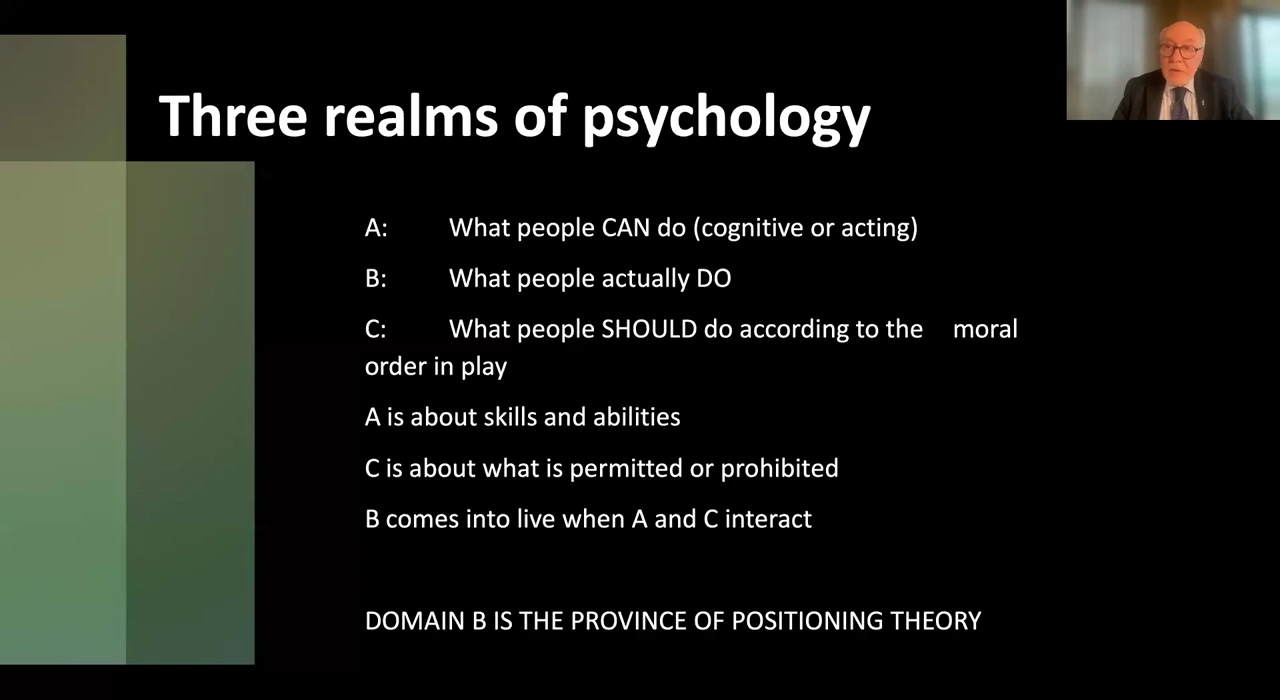 Three realms of psychology
A: What people CAN do (cognitive or acting)
B: What people actually DO
C: What people SHOULD do according to the moral
order in play
A is about skills and abilities
C is about what is permitted or prohibited
B comes into live when A and C interact
DOMAIN B IS THE PROVINCE OF POSITIONING THEORY